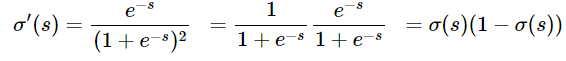 σ′(s) = e^{−s} / (1 + e^{−s})² = 1 / (1 + e^{−s}) e^{−s} / (1 + e^{−s}) = σ(s)(1 − σ(s))